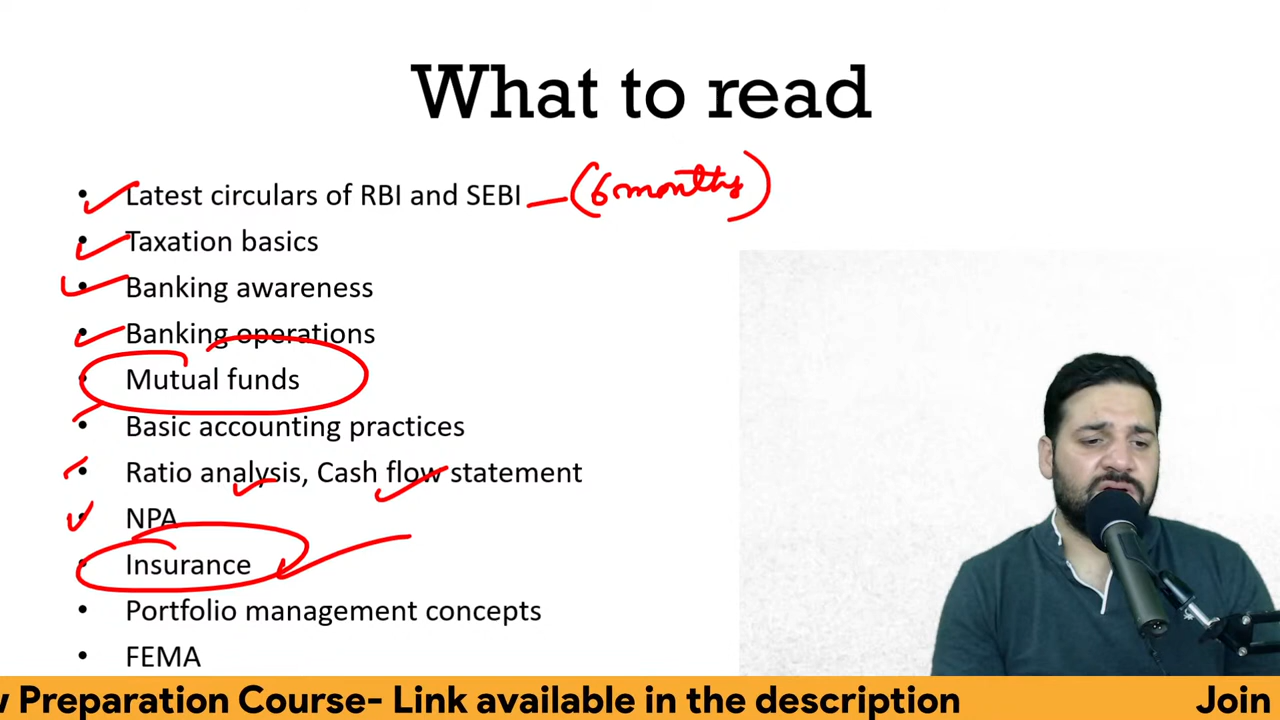 What to read
• Latest circulars of RBI and SEBI — (6 months)
• Taxation basics
• Banking awareness
• Banking operations
• Mutual funds
• Basic accounting practices
• Ratio analysis, Cash flow statement
• NPA
• Insurance
• Portfolio management concepts
• FEMA
w Preparation Course- Link available in the description Join